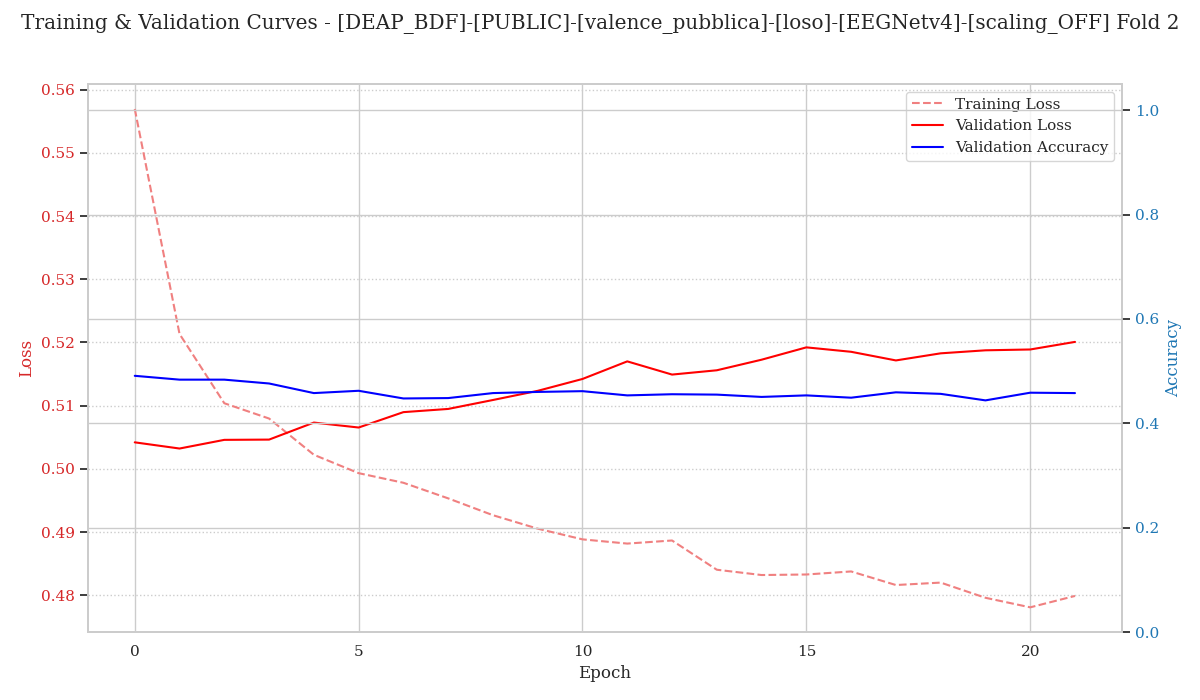 Training & Validation Curves - [DEAP_BDF]-[PUBLIC]-[valence_pubblica]-[loso]-[EEGNetv4]-[scaling_OFF] Fold 2
Training Loss
Validation Loss
Validation Accuracy
Loss
0.56
0.55
0.54
0.53
0.52
0.51
0.50
0.49
0.48
1.0
0.8
0.6
0.4
0.2
0.0
Accuracy
0 5 10 15 20
Epoch